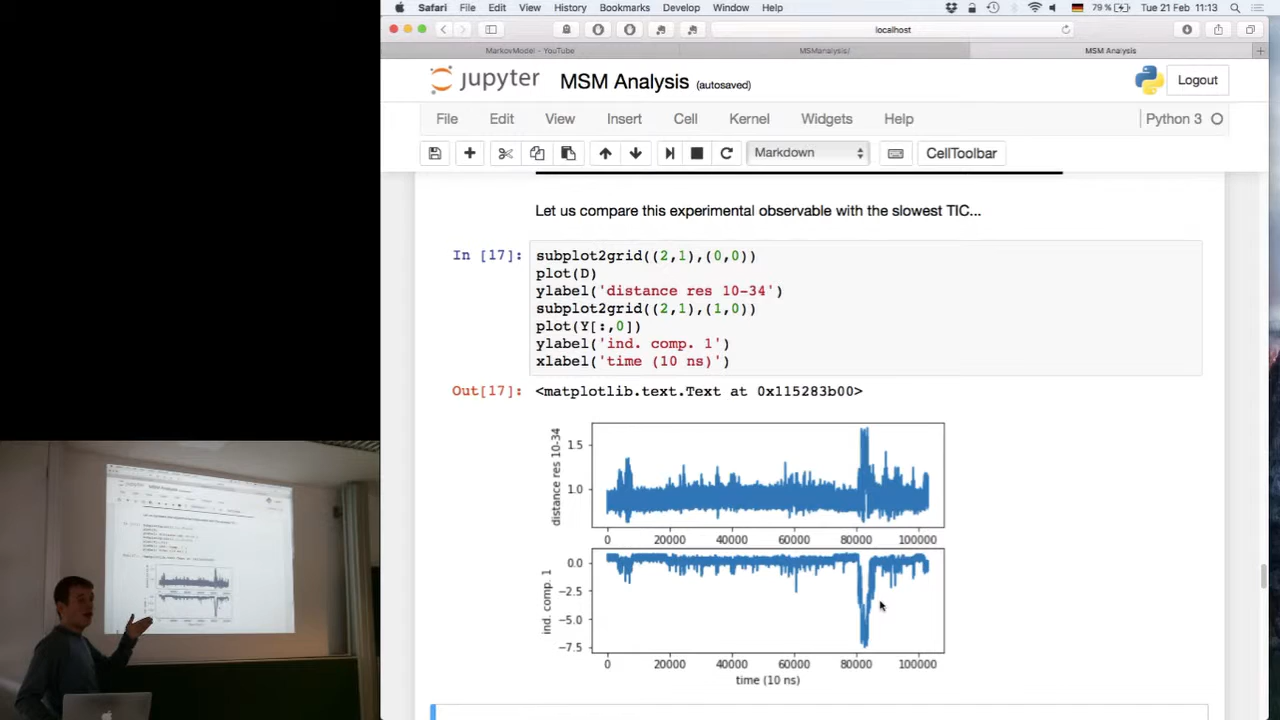 Safari File Edit View History Bookmarks Develop Window Help 79 % Tue 21 Feb 11:13
localhost
MarkovModel - YouTube MSManalysis/ MSM Analysis
jupyter MSM Analysis (autosaved) Logout
File Edit View Insert Cell Kernel Widgets Help Python 3
Markdown CellToolbar
Let us compare this experimental observable with the slowest TIC...
In [17]: subplot2grid((2,1),(0,0))
plot(D)
ylabel('distance res 10-34')
subplot2grid((2,1),(1,0))
plot(Y[:,0])
ylabel('ind. comp. 1')
xlabel('time (10 ns)')
Out[17]: <matplotlib.text.Text at 0x115283b00>
distance res 10-34
1.5
1.0
0 20000 40000 60000 80000 100000
ind. comp. 1
0.0
−2.5
−5.0
−7.5
0 20000 40000 60000 80000 100000
time (10 ns)